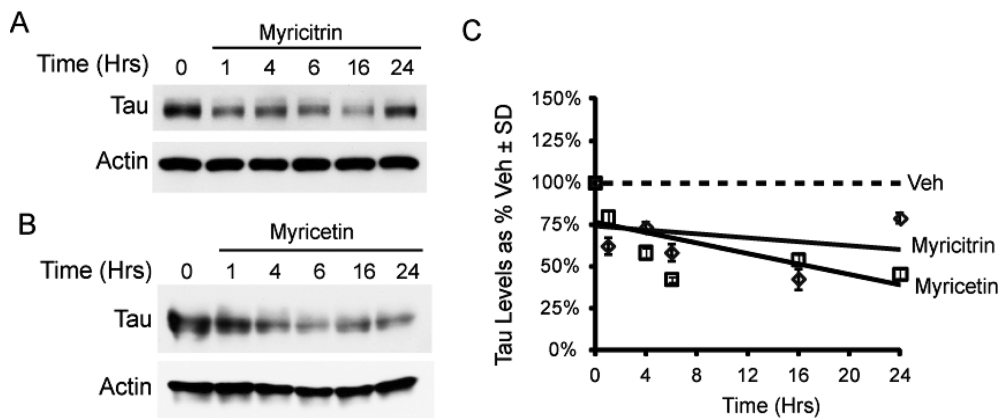 A
Myricitrin
Time (Hrs) 0 1 4 6 16 24
Tau
Actin
B
Myricetin
Time (Hrs) 0 1 4 6 16 24
Tau
Actin
C
Tau Levels as % Veh ± SD
150%
125%
100%
75%
50%
25%
0%
Veh
Myricitrin
Myricetin
0 4 8 12 16 20 24
Time (Hrs)